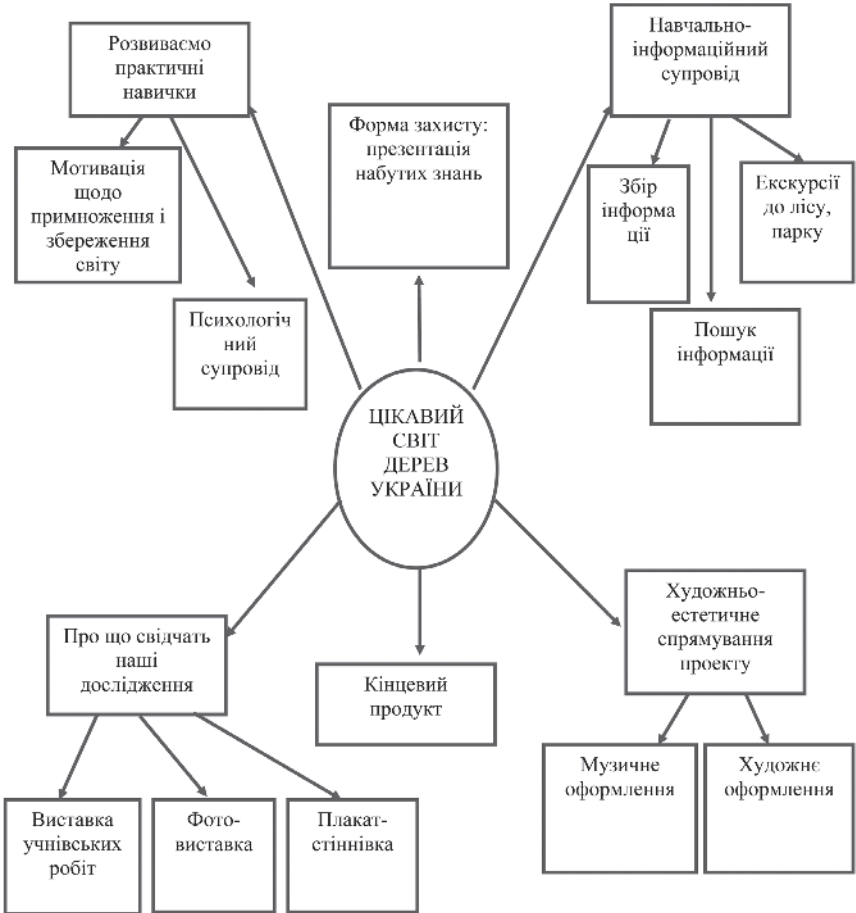 Розвиваємо
практичні
навички
Навчально-
інформаційний
супровід
Форма захисту:
презентація
набутих знань
Мотивація
щодо
примноження і
збереження
світу
Збір
інформа
ції
Екскурсії
до лісу,
парку
Психологіч
ний
супровід
Пошук
інформації
ЦІКАВИЙ
СВІТ
ДЕРЕВ
УКРАЇНИ
Про що свідчать
наші
дослідження
Кінцевий
продукт
Художньо-
естетичне
спрямування
проекту
Виставка
учнівських
робіт
Фото-
виставка
Плакат-
стіннівка
Музичне
оформлення
Художнє
оформлення